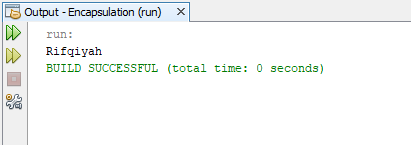 Output - Encapsulation (run)
run:
Rifqiyah
BUILD SUCCESSFUL (total time: 0 seconds)